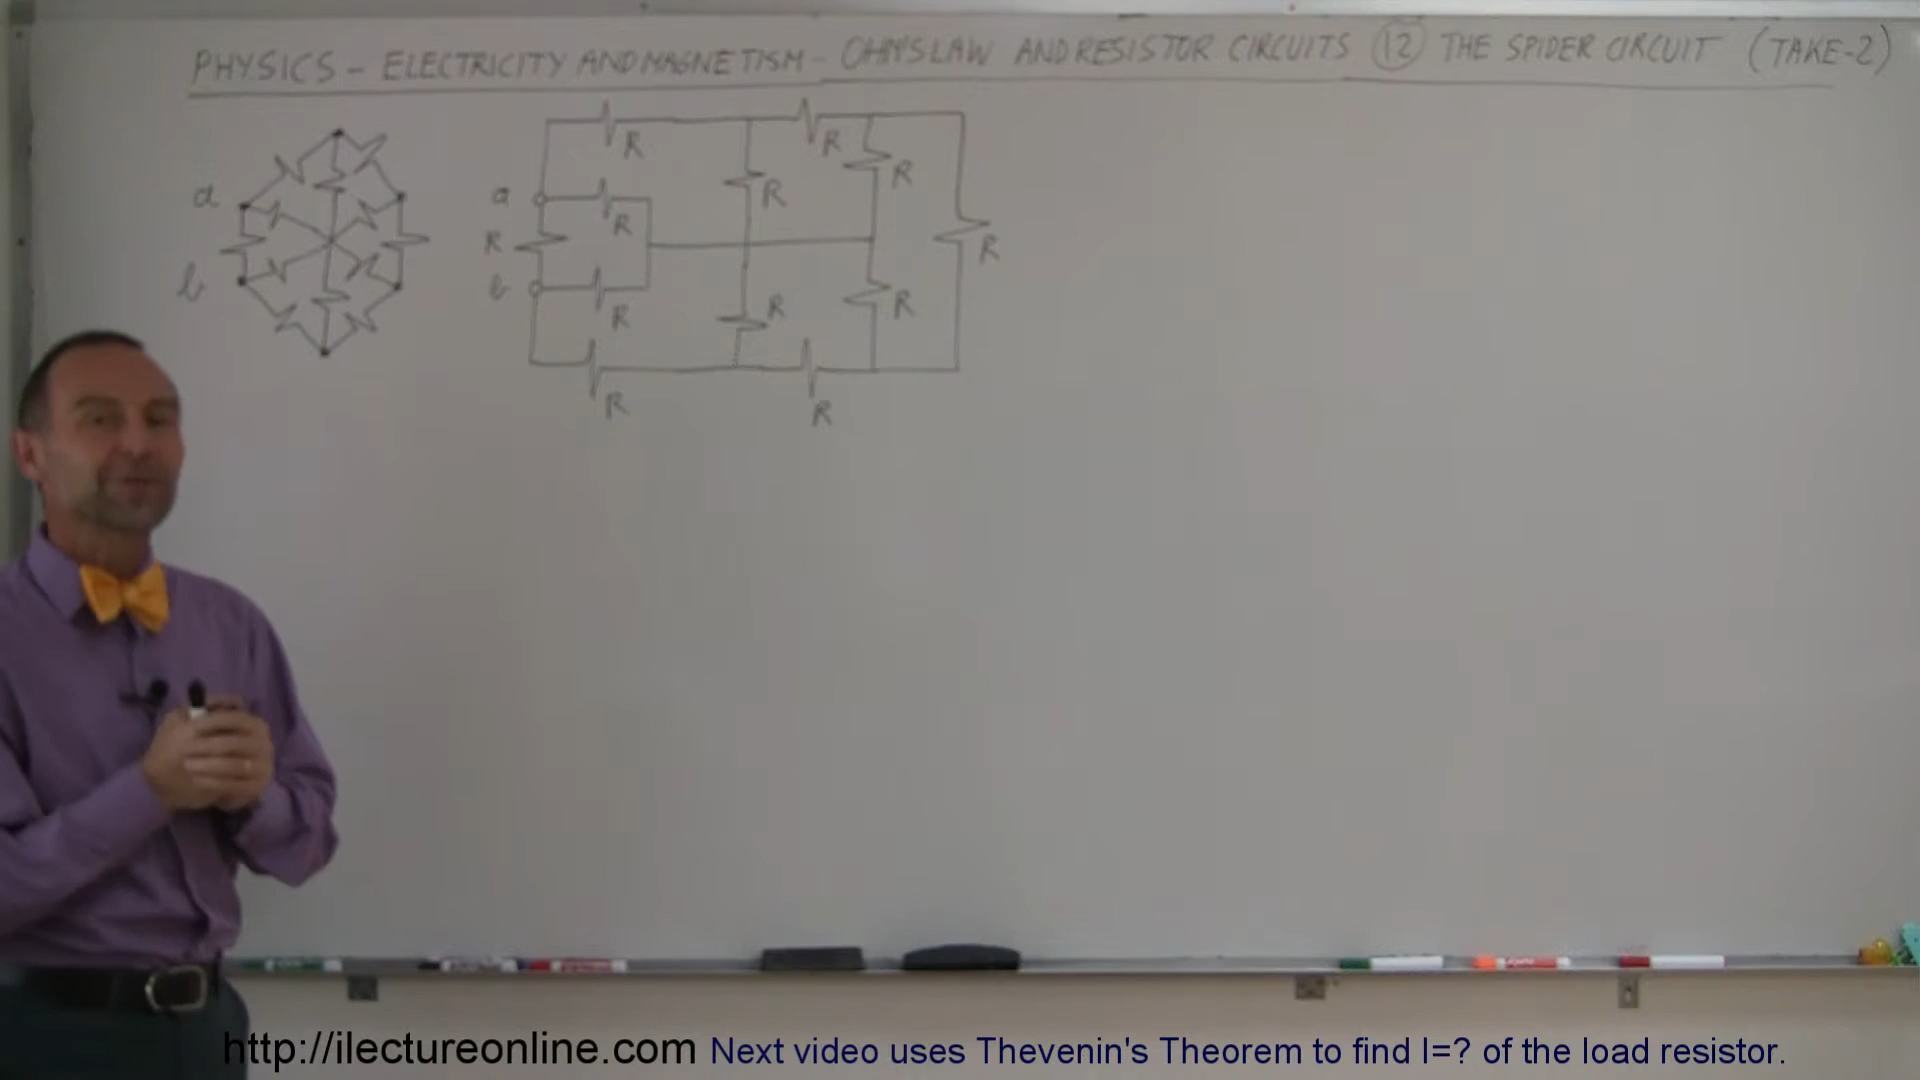 PHYSICS - ELECTRICITY AND MAGNETISM - OHM'S LAW AND RESISTOR CIRCUITS 12 THE SPIDER CIRCUIT (TAKE-2)
R R
R
a a R R
R R
b b R R R
R R
http://ilectureonline.com Next video uses Thevenin's Theorem to find I=? of the load resistor.